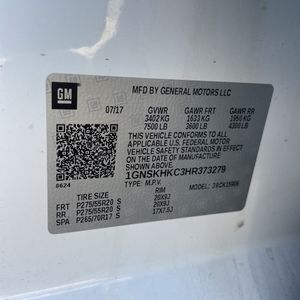 GM
MFD BY GENERAL MOTORS LLC
07/17 GVWR GAWR FRT GAWR RR
3402 KG 1633 KG 1950 KG
7500 LB 3600 LB 4300 LB
THIS VEHICLE CONFORMS TO ALL
APPLICABLE U.S. FEDERAL MOTOR
VEHICLE SAFETY AND THEFT PREVENTION
STANDARDS IN EFFECT ON THE DATE OF
MANUFACTURE SHOWN ABOVE.
1GNSKHKC3HR373279
0624
TYPE: M.P.V.
TIRE SIZE RIM
FRT P275/55R20 S 20X9J
RR P275/55R20 S 20X9J
SPA P265/70R17 S 17X7.5J